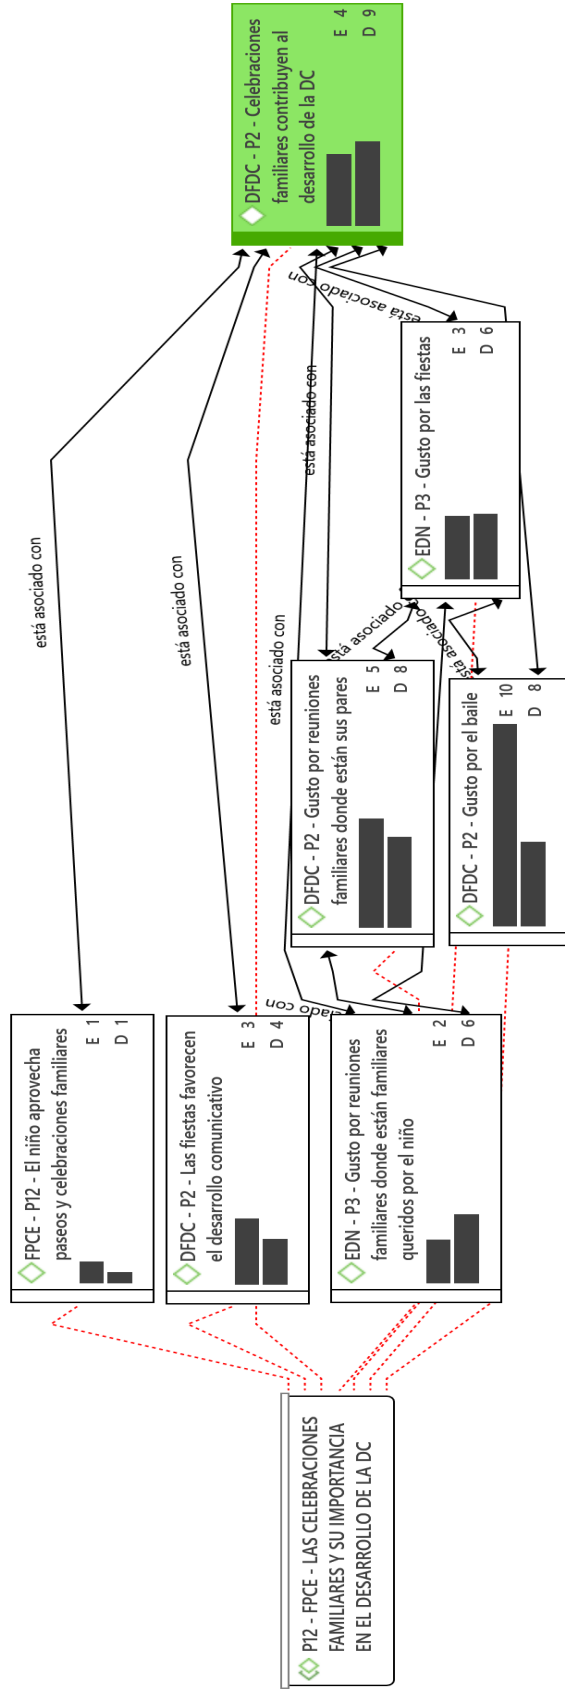 P12 - FPCE - LAS CELEBRACIONES
FAMILIARES Y SU IMPORTANCIA
EN EL DESARROLLO DE LA DC
FPCE - P12 - El niño aprovecha
paseos y celebraciones familiares
E 1
D 1
DFDC - P2 - Las fiestas favorecen
el desarrollo comunicativo
E 3
D 4
EDN - P3 - Gusto por reuniones
familiares donde están familiares
queridos por el niño
E 2
D 6
DFDC - P2 - Gusto por reuniones
familiares donde están sus pares
E 5
D 8
DFDC - P2 - Gusto por el baile
E 10
D 8
EDN - P3 - Gusto por las fiestas
E 3
D 6
DFDC - P2 - Celebraciones
familiares contribuyen al
desarrollo de la DC
E 4
D 9
está asociado con
está asociado con
está asociado con
está asociado con
está asociado con
está asociado
está asociado
con